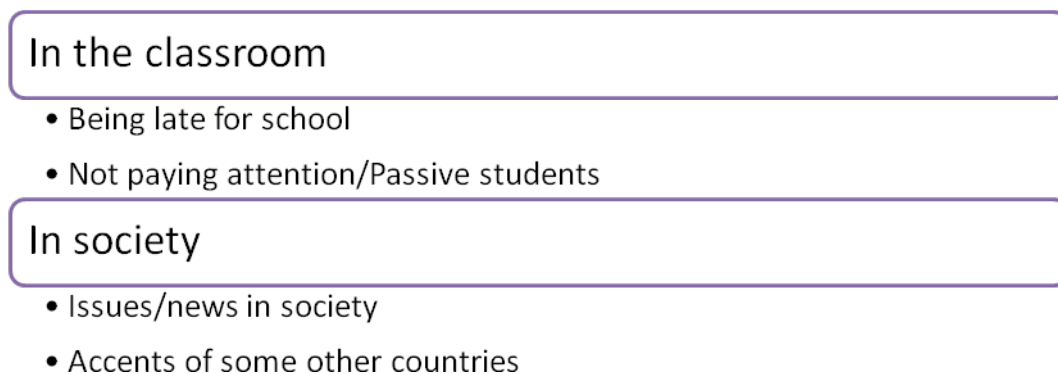 In the classroom
• Being late for school
• Not paying attention/Passive students
In society
• Issues/news in society
• Accents of some other countries